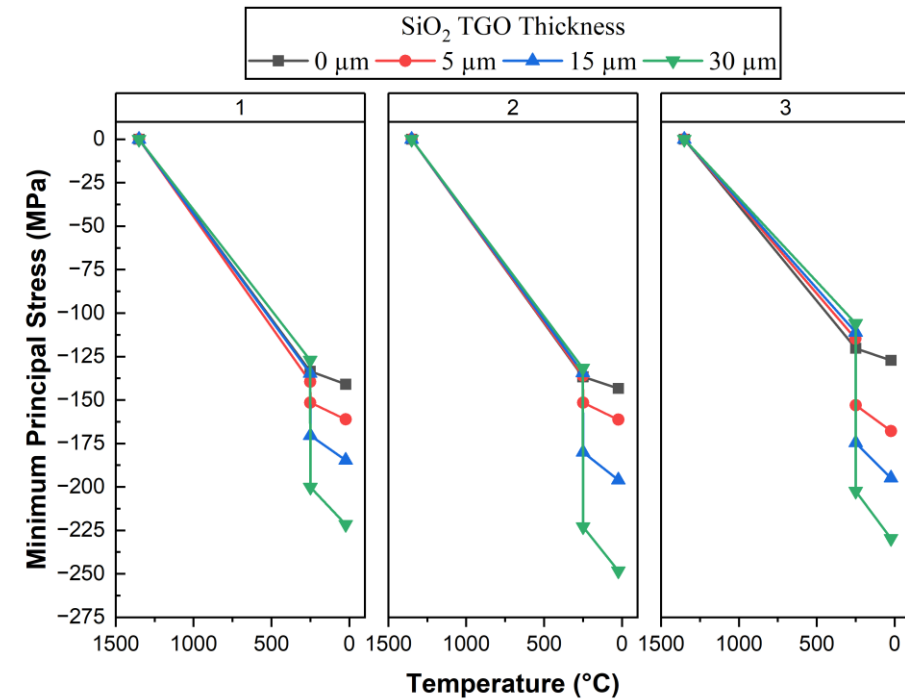 SiO₂ TGO Thickness
0 µm 5 µm 15 µm 30 µm
1 2 3
Minimum Principal Stress (MPa)
0
−25
−50
−75
−100
−125
−150
−175
−200
−225
−250
−275
1500 1000 500 0 1500 1000 500 0 1500 1000 500 0
Temperature (°C)